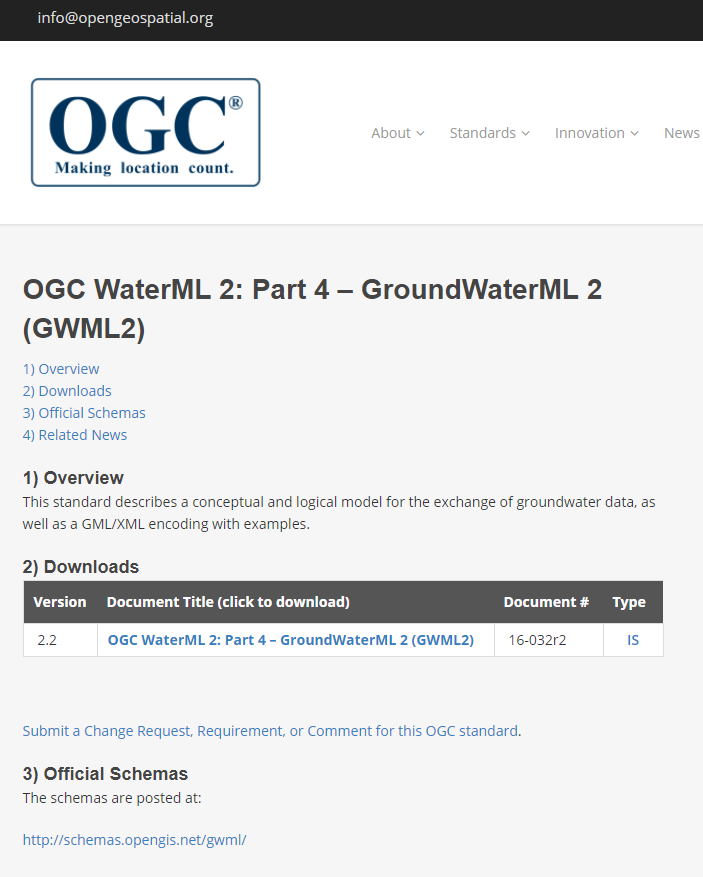 info@opengeospatial.org
OGC®
Making location count.
About
Standards
Innovation
News
OGC WaterML 2: Part 4 – GroundWaterML 2
(GWML2)
1) Overview
2) Downloads
3) Official Schemas
4) Related News
1) Overview
This standard describes a conceptual and logical model for the exchange of groundwater data, as
well as a GML/XML encoding with examples.
2) Downloads
Version Document Title (click to download) Document # Type
2.2 OGC WaterML 2: Part 4 – GroundWaterML 2 (GWML2) 16-032r2 IS
Submit a Change Request, Requirement, or Comment for this OGC standard.
3) Official Schemas
The schemas are posted at:
http://schemas.opengis.net/gwml/